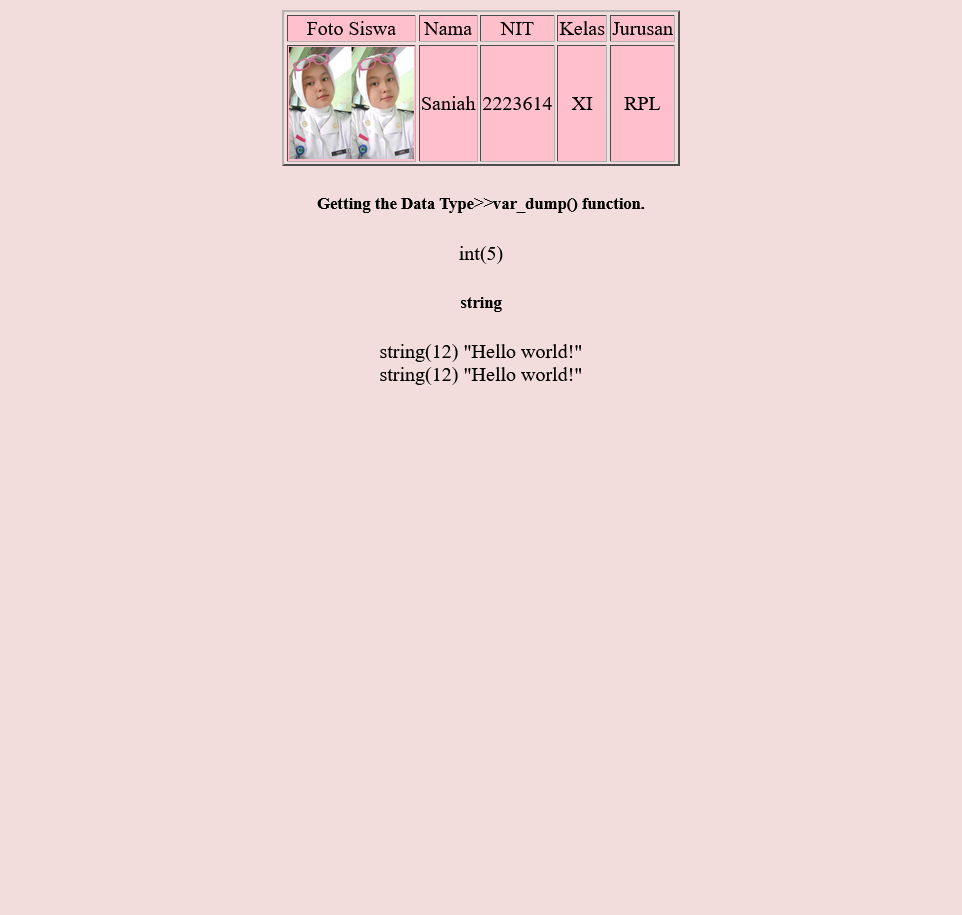 Foto Siswa Nama NIT Kelas Jurusan
Saniah 2223614 XI RPL
Getting the Data Type>>var_dump() function.
int(5)
string
string(12) "Hello world!"
string(12) "Hello world!"